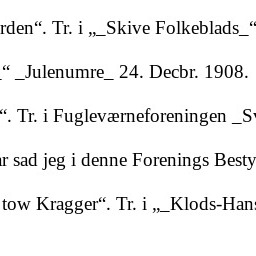 rden“. Tr. i „_Skive Folkeblads_“
“ _Julenumre_ 24. Decbr. 1908.
“. Tr. i Fugleværneforeningen _Sv
r sad jeg i denne Forenings Besty
tow Kragger“. Tr. i „_Klods-Hans